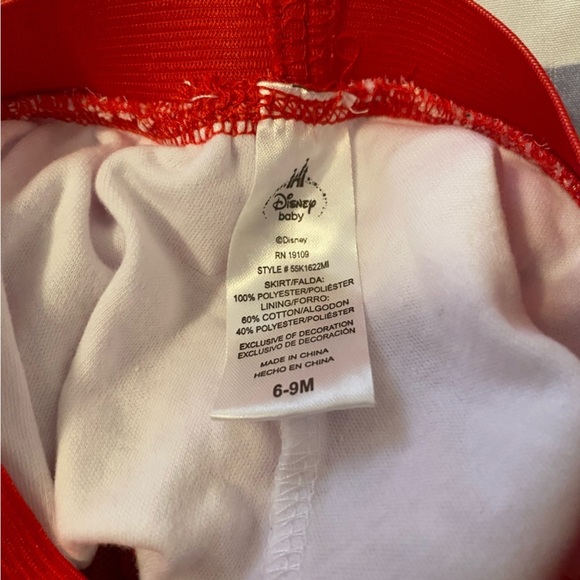 Disney
baby
©Disney
RN 19109
STYLE # 55K1622MI
SKIRT/FALDA:
100% POLYESTER/POLIÉSTER
LINING/FORRO:
60% COTTON/ALGODON
40% POLYESTER/POLIÉSTER
EXCLUSIVE OF DECORATION
EXCLUSIVO DE DECORACIÓN
MADE IN CHINA
HECHO EN CHINA
6-9M